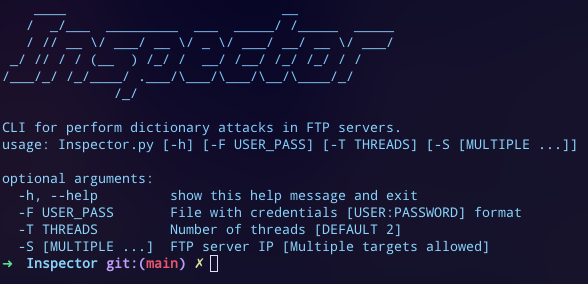 Inspector
CLI for perform dictionary attacks in FTP servers.
usage: Inspector.py [-h] [-F USER_PASS] [-T THREADS] [-S [MULTIPLE ...]]
optional arguments:
-h, --help show this help message and exit
-F USER_PASS File with credentials [USER:PASSWORD] format
-T THREADS Number of threads [DEFAULT 2]
-S [MULTIPLE ...] FTP server IP [Multiple targets allowed]
→ Inspector git:(main) ✗